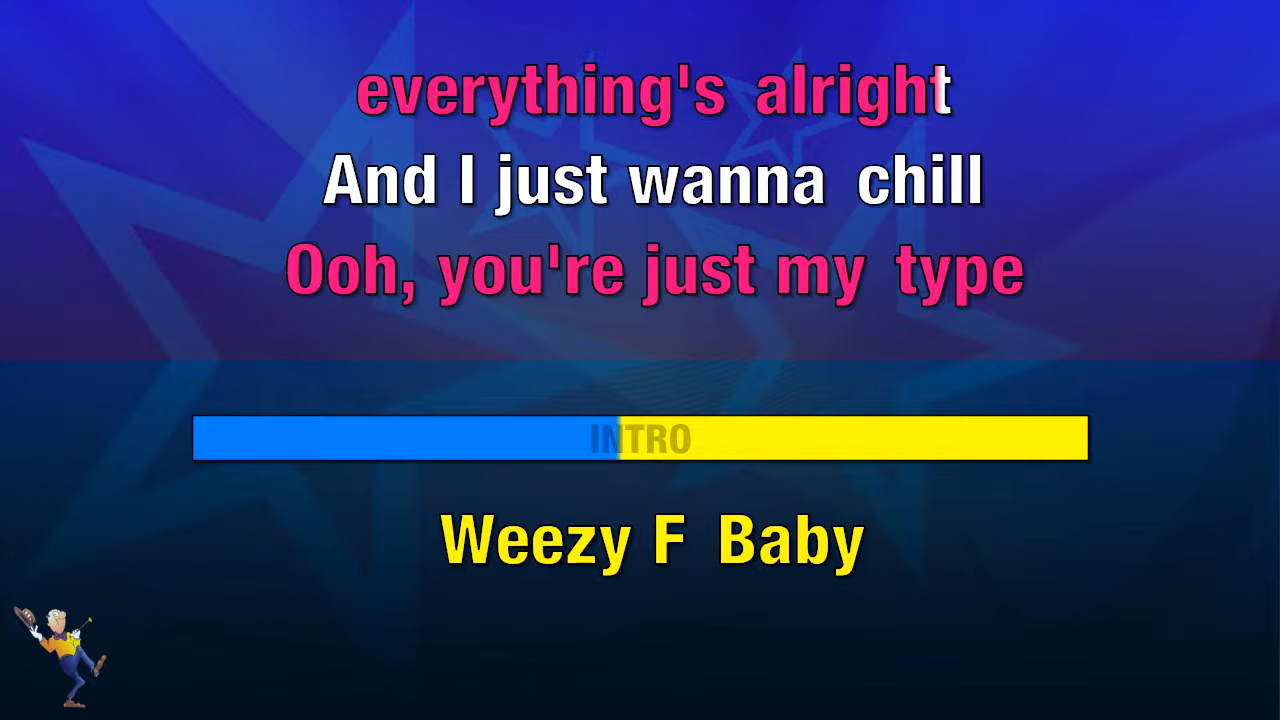 everything's alright
And I just wanna chill
Ooh, you're just my type
INTRO
Weezy F Baby